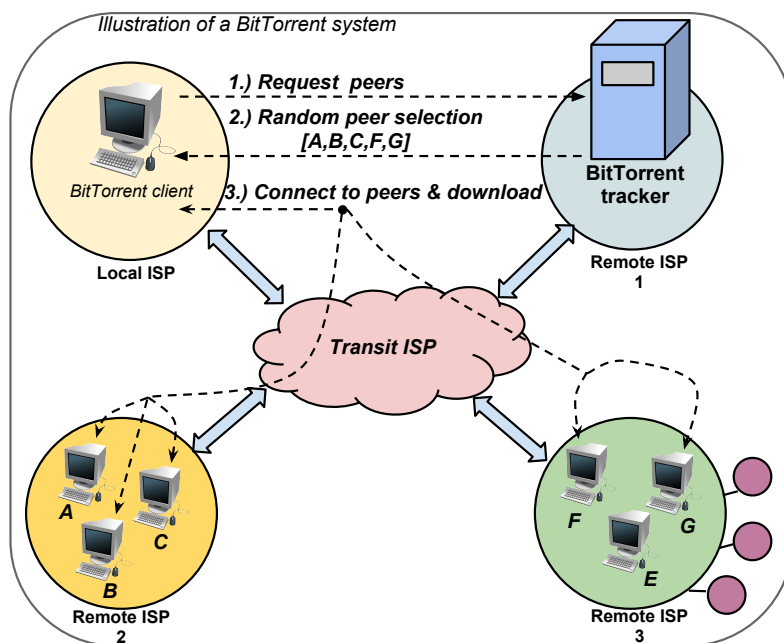 Illustration of a BitTorrent system
1.) Request peers
2.) Random peer selection
[A,B,C,F,G]
BitTorrent client
BitTorrent
tracker
3.) Connect to peers & download
Local ISP
Remote ISP
1
Transit ISP
A
B
C
Remote ISP
2
F
G
E
Remote ISP
3